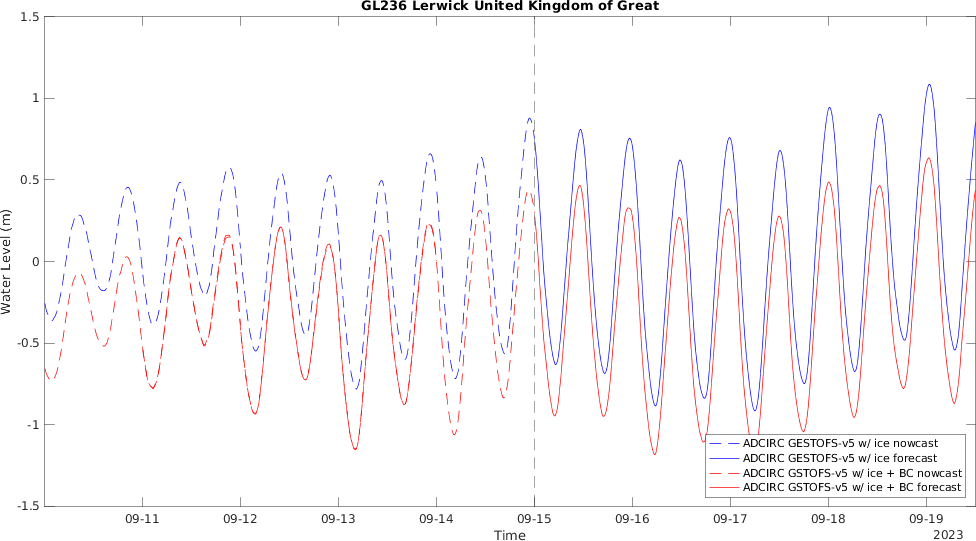 GL236 Lerwick United Kingdom of Great
1.5
1
0.5
0
-0.5
-1
-1.5
Water Level (m)
ADCIRC GESTOFS-v5 w/ ice nowcast
ADCIRC GESTOFS-v5 w/ ice forecast
ADCIRC GSTOFS-v5 w/ ice + BC nowcast
ADCIRC GSTOFS-v5 w/ ice + BC forecast
09-11 09-12 09-13 09-14 09-15 09-16 09-17 09-18 09-19
Time
2023